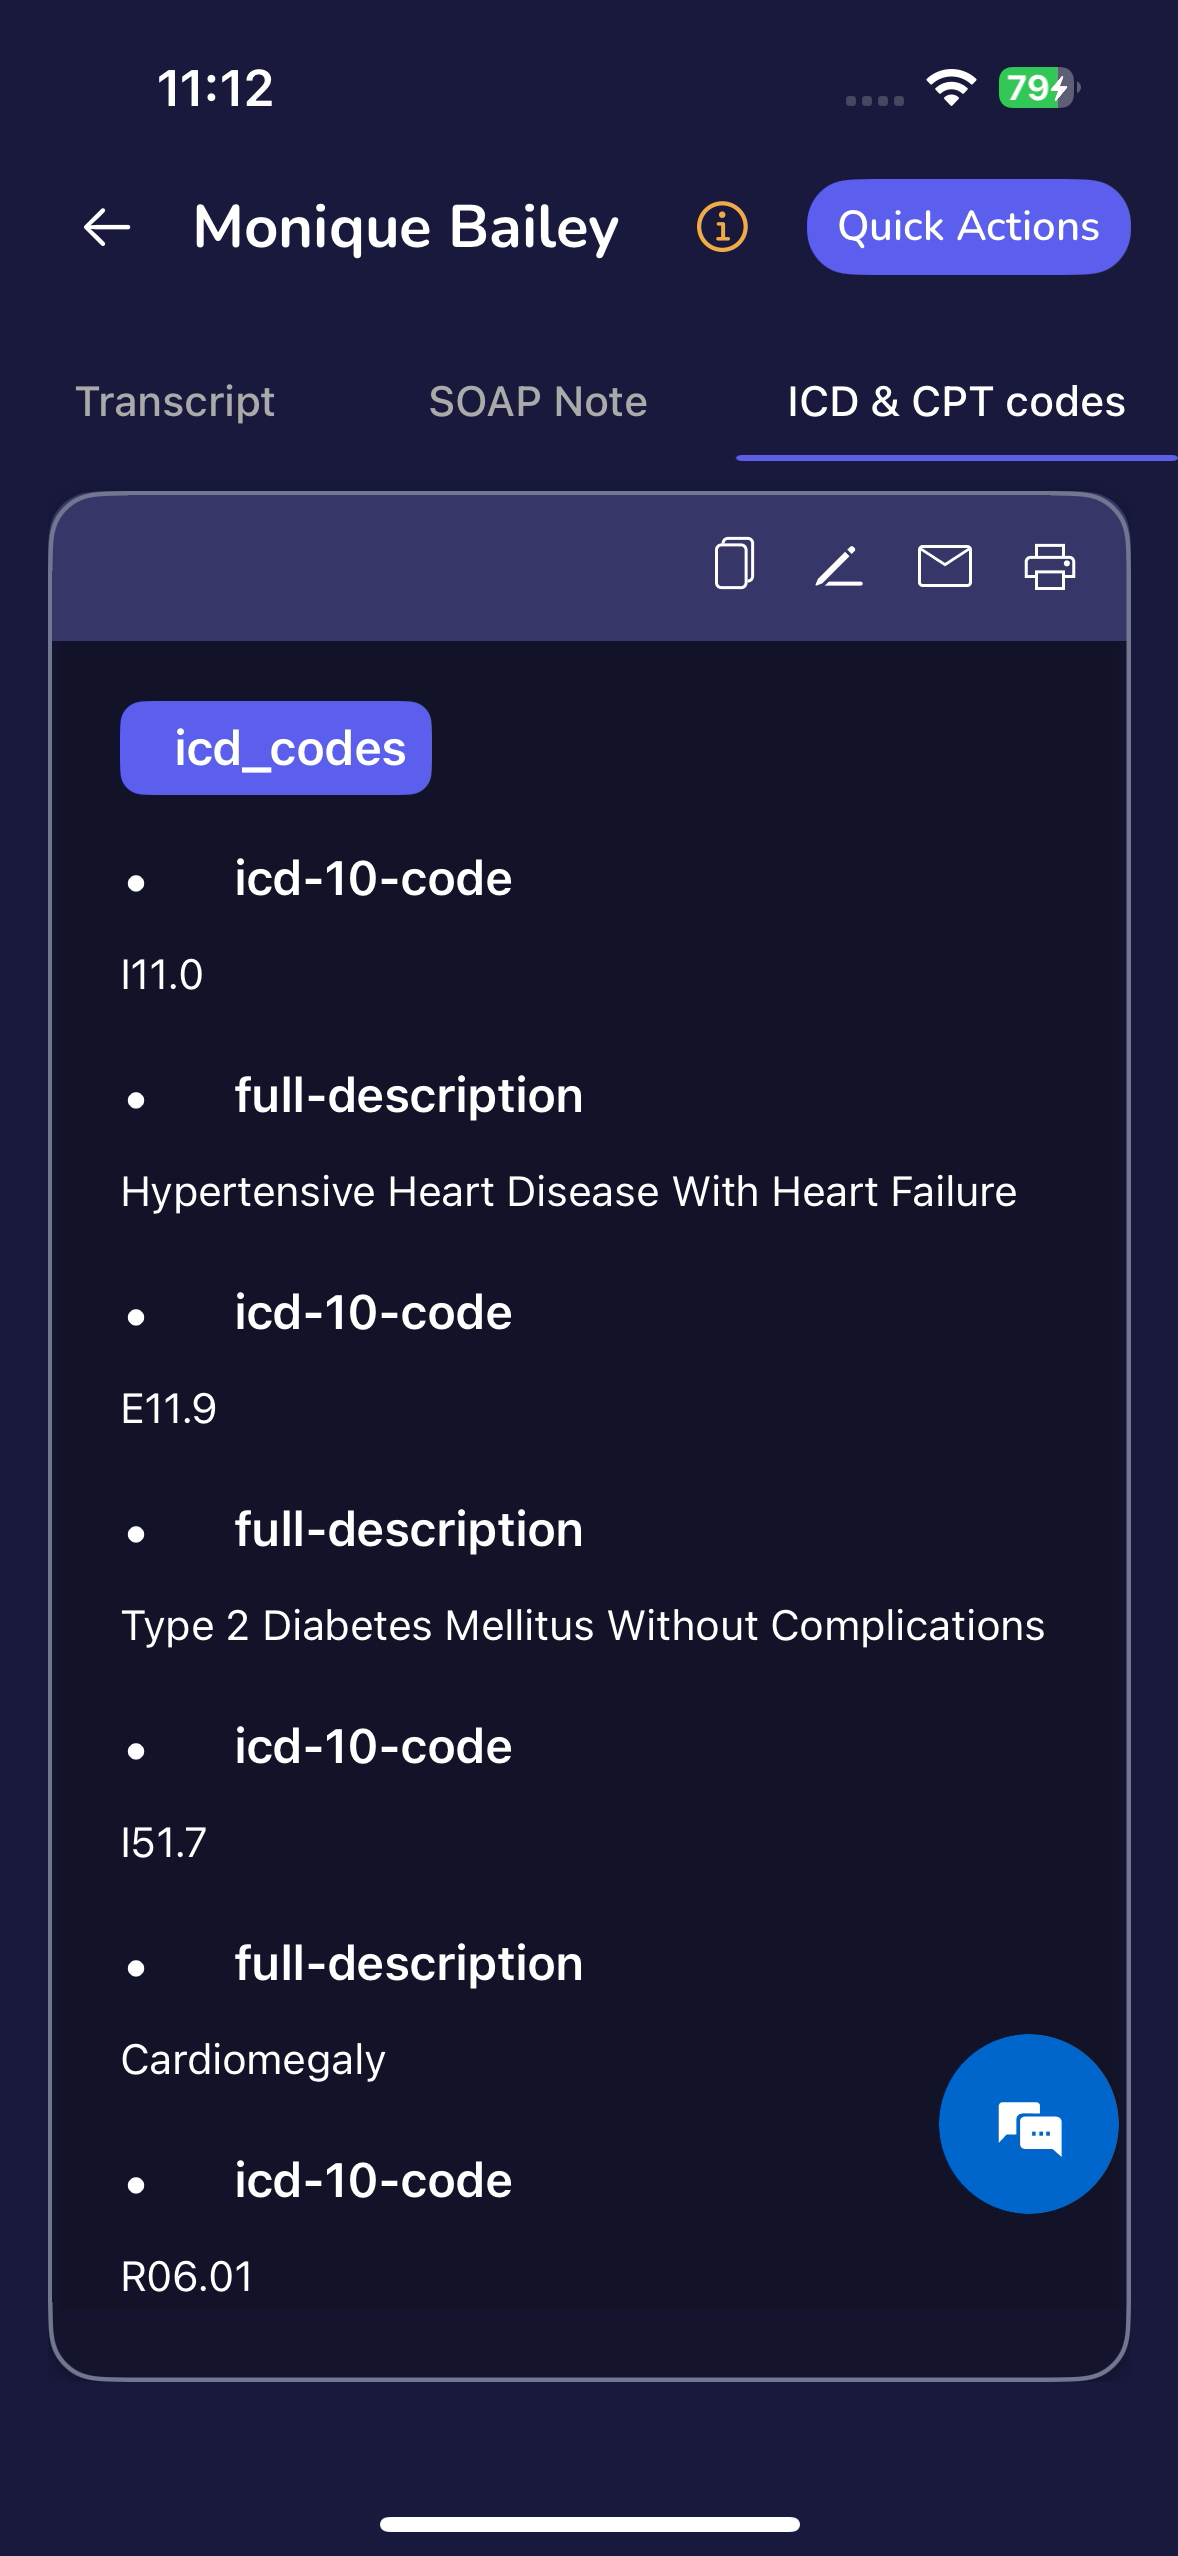 11:12
79
Monique Bailey
Quick Actions
Transcript
SOAP Note
ICD & CPT codes
icd_codes
• icd-10-code
I11.0
• full-description
Hypertensive Heart Disease With Heart Failure
• icd-10-code
E11.9
• full-description
Type 2 Diabetes Mellitus Without Complications
• icd-10-code
I51.7
• full-description
Cardiomegaly
• icd-10-code
R06.01